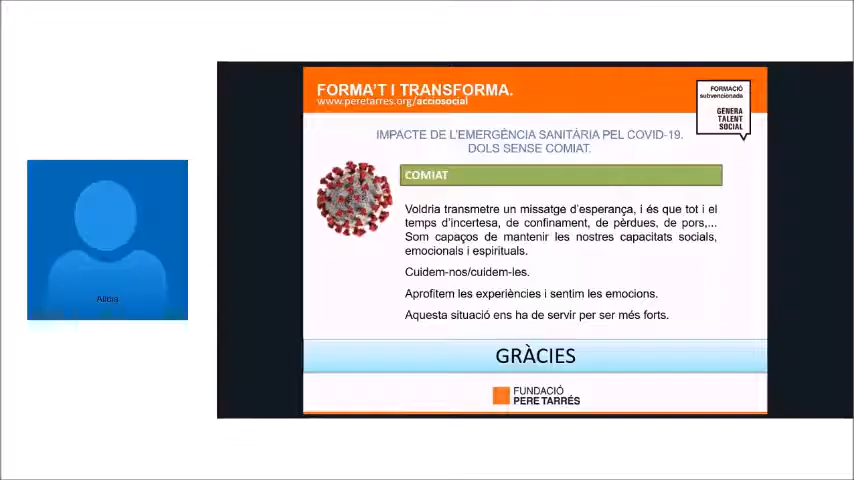 FORMA'T I TRANSFORMA.
www.peretarres.org/acciosocial
FORMACIÓ
subvencionada
GENERA
TALENT
SOCIAL
IMPACTE DE L'EMERGÈNCIA SANITÀRIA PEL COVID-19.
DOLS SENSE COMIAT.
COMIAT
Voldria transmetre un missatge d'esperança, i és que tot i el
temps d'incertesa, de confinament, de pèrdues, de pors,...
Som capaços de mantenir les nostres capacitats socials,
emocionals i espirituals.
Cuidem-nos/cuidem-les.
Aprofitem les experiències i sentim les emocions.
Aquesta situació ens ha de servir per ser més forts.
GRÀCIES
FUNDACIÓ
PERE TARRÉS
Alicia